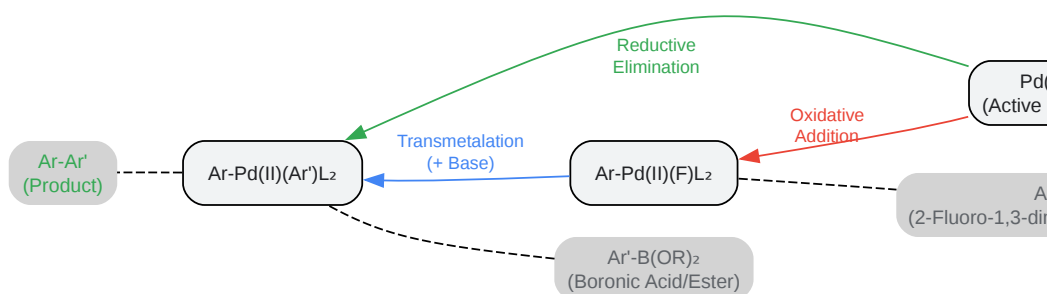 Reductive
Elimination
Pd(
(Active
Oxidative
Addition
Transmetalation
(+ Base)
Ar-Ar'
(Product)
Ar-Pd(II)(Ar')L₂
Ar-Pd(II)(F)L₂
A
(2-Fluoro-1,3-di
Ar'-B(OR)₂
(Boronic Acid/Ester)